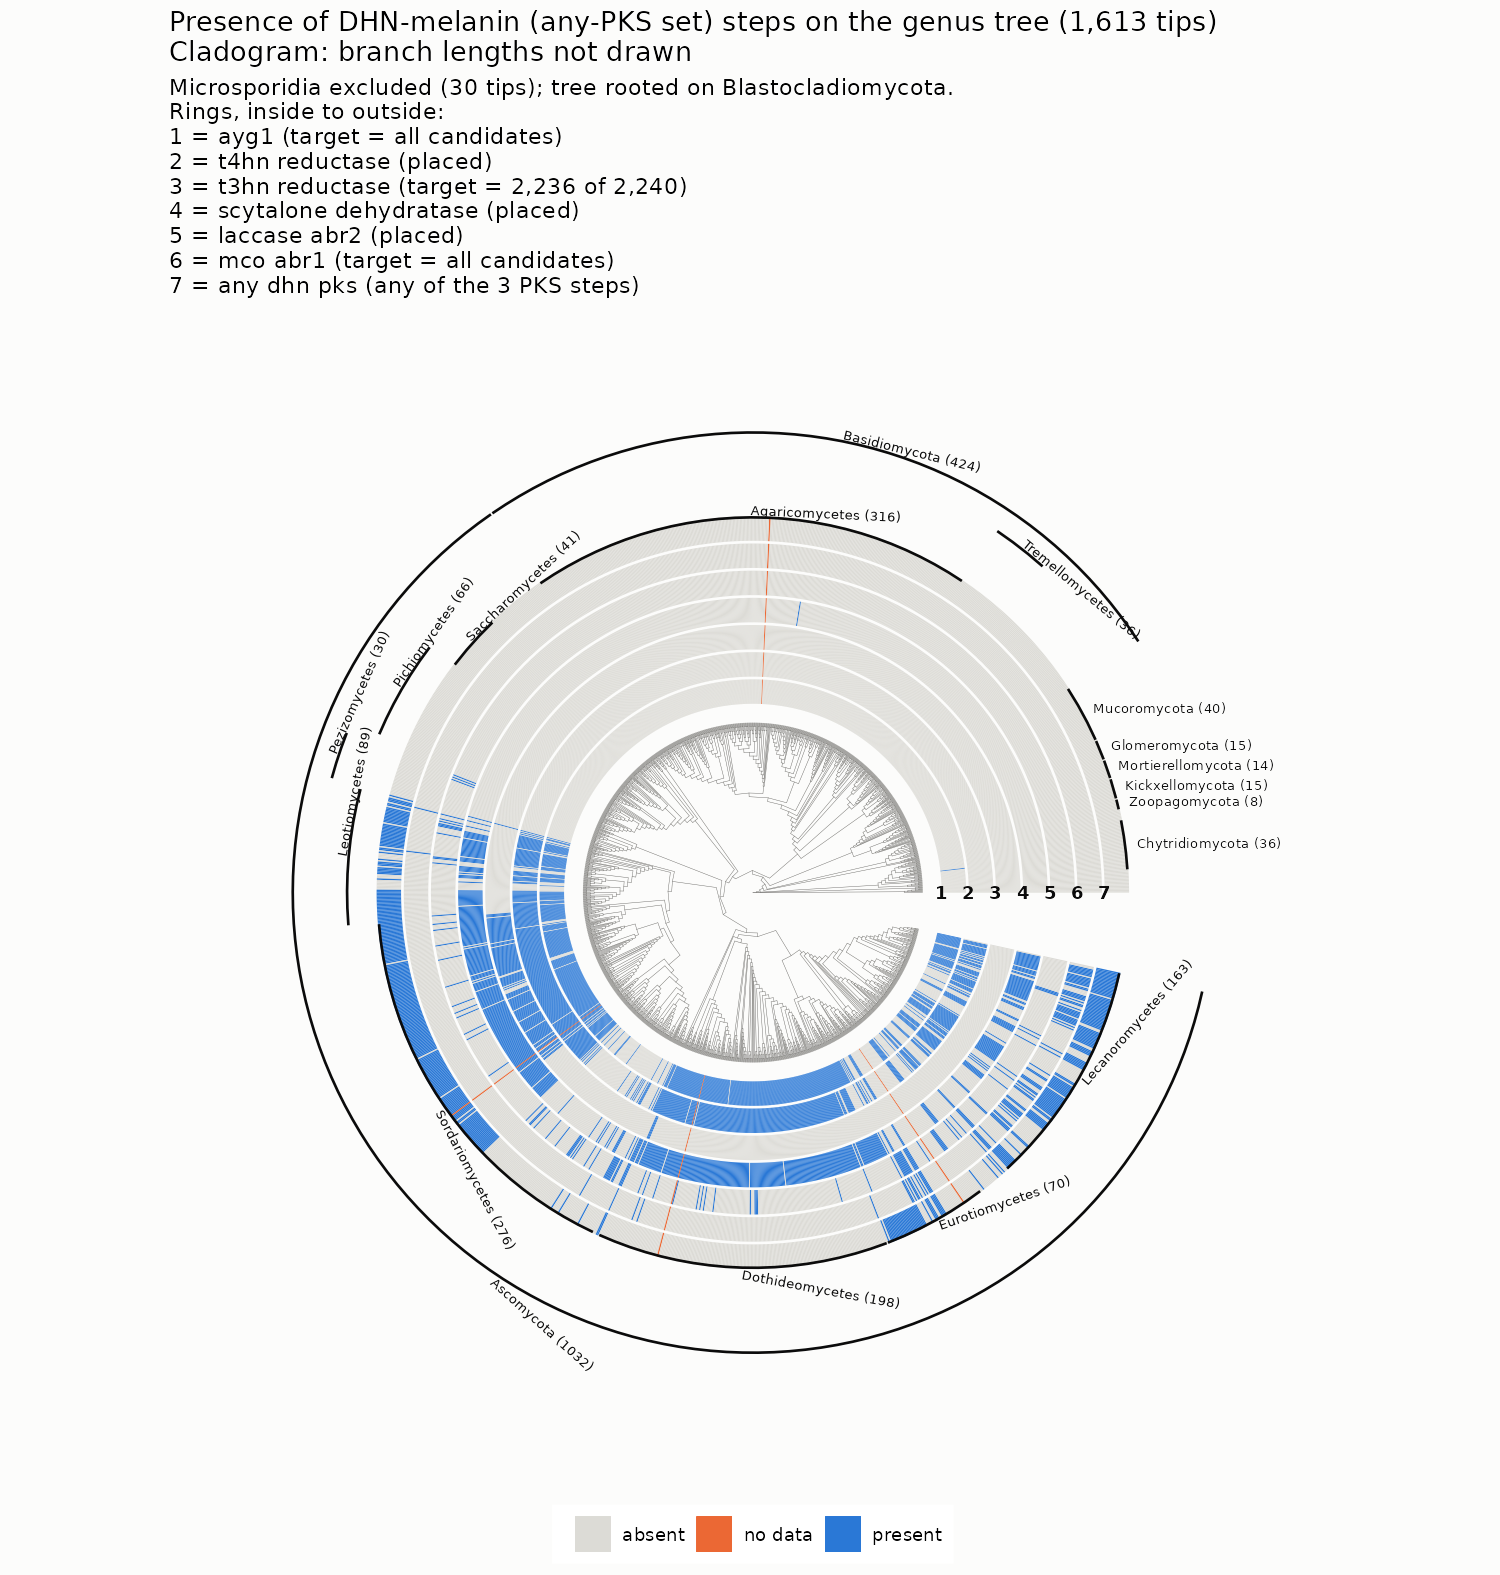 Presence of DHN-melanin (any-PKS set) steps on the genus tree (1,613 tips)
Cladogram: branch lengths not drawn
Microsporidia excluded (30 tips); tree rooted on Blastocladiomycota.
Rings, inside to outside:
1 = ayg1 (target = all candidates)
2 = t4hn reductase (placed)
3 = t3hn reductase (target = 2,236 of 2,240)
4 = scytalone dehydratase (placed)
5 = laccase abr2 (placed)
6 = mco abr1 (target = all candidates)
7 = any dhn pks (any of the 3 PKS steps)
Basidiomycota (424)
Agaricomycetes (316)
Tremellomycetes (36)
Saccharomycetes (41)
Pichiomycetes (66)
Pezizomycetes (30)
Leotiomycetes (89)
Mucoromycota (40)
Glomeromycota (15)
Mortierellomycota (14)
Kickxellomycota (15)
Zoopagomycota (8)
Chytridiomycota (36)
1 2 3 4 5 6 7
Lecanoromycetes (163)
Eurotiomycetes (70)
Dothideomycetes (198)
Sordariomycetes (276)
Ascomycota (1032)
absent no data present